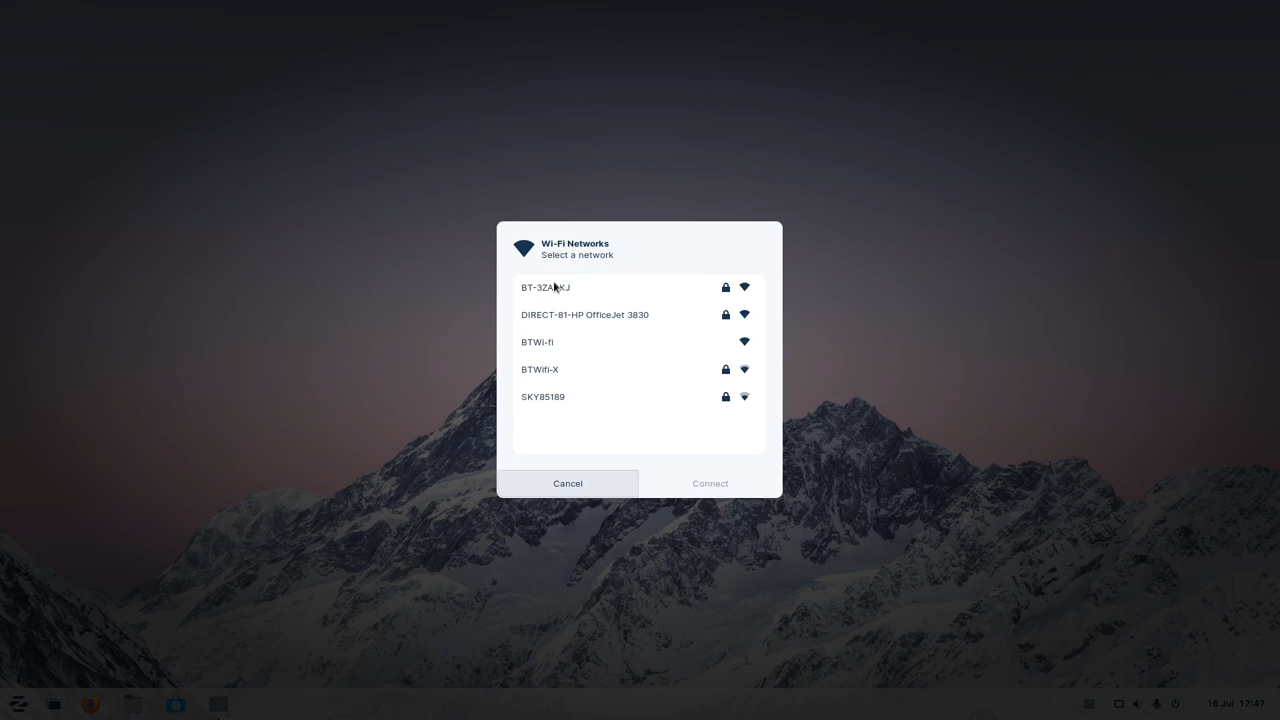 Wi-Fi Networks
Select a network
DIRECT-81-HP OfficeJet 3830
BTWi-fi
BTWifi-X
SKY85189
Cancel
Connect
16 Jul 17:47